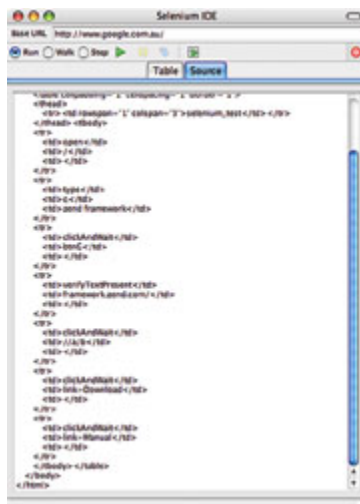 Selenium IDE
Base URL http://www.google.com.au/
Run Walk Stop
Table Source
<thead>
<tr> <td rowspan="1" colspan="3">selenium_test</td> </tr>
</thead> <tbody>
<tr>
<td>open</td>
<td>/</td>
<td> </td>
</tr>
<tr>
<td>type</td>
<td>q</td>
<td>zend framework</td>
</tr>
<tr>
<td>clickAndWait</td>
<td>btnG</td>
<td> </td>
</tr>
<tr>
<td>verifyTextPresent</td>
<td>framework.zend.com/</td>
<td> </td>
</tr>
<tr>
<td>clickAndWait</td>
<td>//a/b</td>
<td> </td>
</tr>
<tr>
<td>clickAndWait</td>
<td>link=Download</td>
<td> </td>
</tr>
<tr>
<td>clickAndWait</td>
<td>link=Manual</td>
<td> </td>
</tr>
</tbody> </table>
</body>
</html>